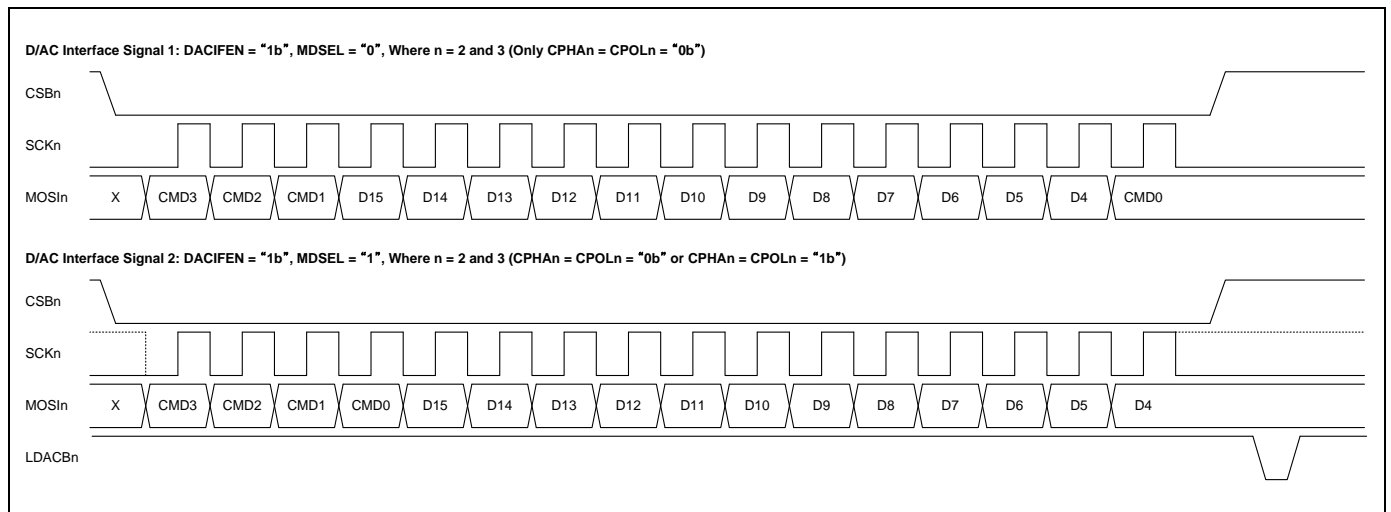 D/AC Interface Signal 1: DACIFEN = “1b”, MDSEL = “0”, Where n = 2 and 3 (Only CPHAn = CPOLn = “0b”)
CSBn
SCKn
MOSIn X CMD3 CMD2 CMD1 D15 D14 D13 D12 D11 D10 D9 D8 D7 D6 D5 D4 CMD0
D/AC Interface Signal 2: DACIFEN = “1b”, MDSEL = “1”, Where n = 2 and 3 (CPHAn = CPOLn = “0b” or CPHAn = CPOLn = “1b”)
CSBn
SCKn
MOSIn X CMD3 CMD2 CMD1 CMD0 D15 D14 D13 D12 D11 D10 D9 D8 D7 D6 D5 D4
LDACBn